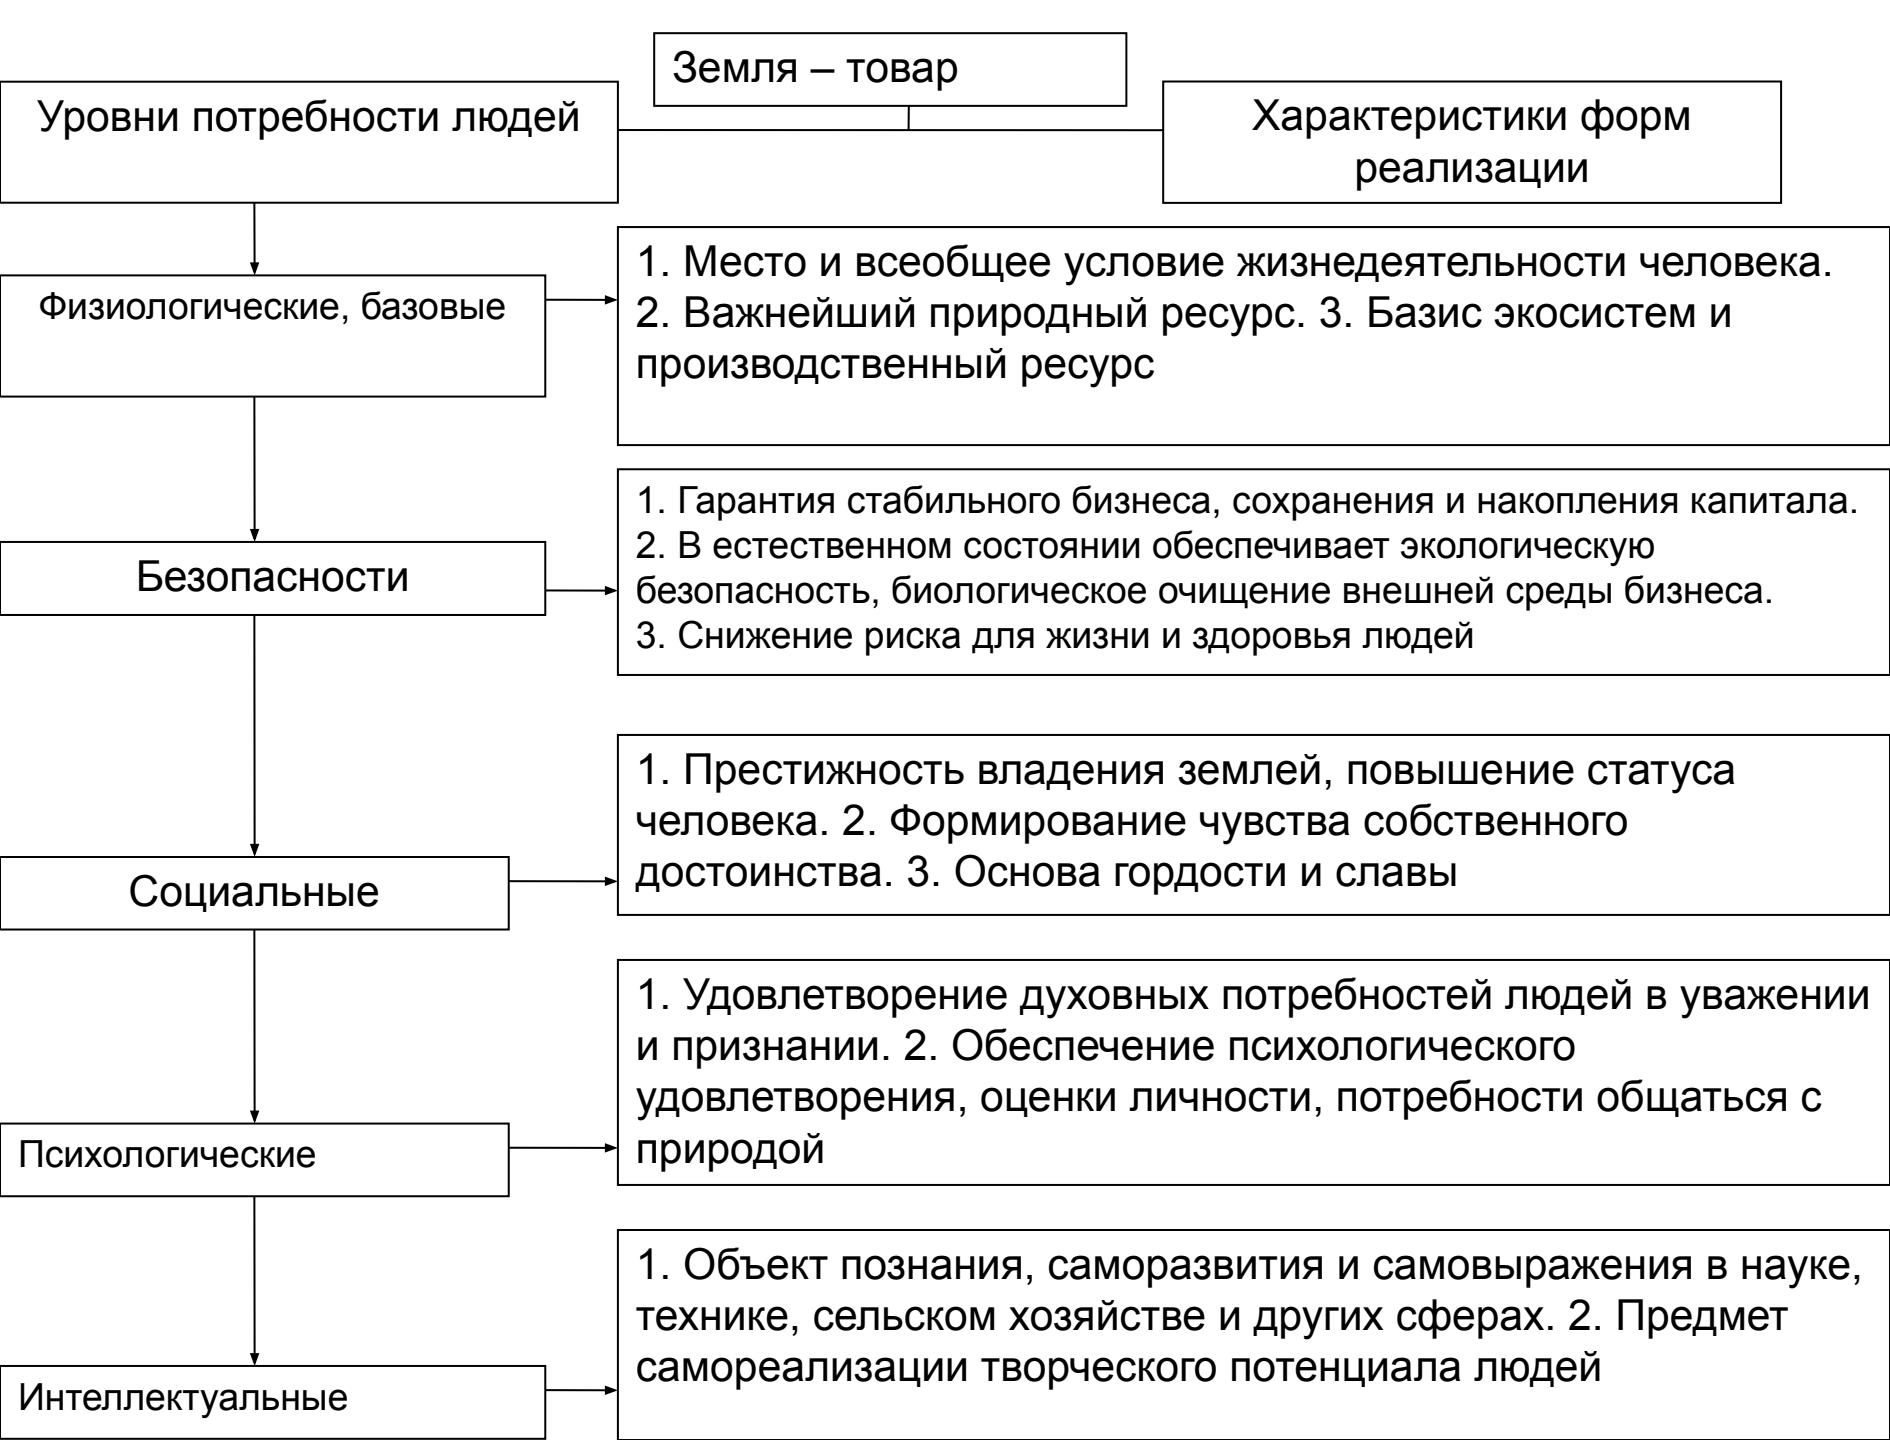 Земля – товар
Уровни потребности людей
Характеристики форм
реализации
Физиологические, базовые
1. Место и всеобщее условие жизнедеятельности человека.
2. Важнейший природный ресурс. 3. Базис экосистем и
производственный ресурс
Безопасности
1. Гарантия стабильного бизнеса, сохранения и накопления капитала.
2. В естественном состоянии обеспечивает экологическую
безопасность, биологическое очищение внешней среды бизнеса.
3. Снижение риска для жизни и здоровья людей
Социальные
1. Престижность владения землей, повышение статуса
человека. 2. Формирование чувства собственного
достоинства. 3. Основа гордости и славы
Психологические
1. Удовлетворение духовных потребностей людей в уважении
и признании. 2. Обеспечение психологического
удовлетворения, оценки личности, потребности общаться с
природой
Интеллектуальные
1. Объект познания, саморазвития и самовыражения в науке,
технике, сельском хозяйстве и других сферах. 2. Предмет
самореализации творческого потенциала людей